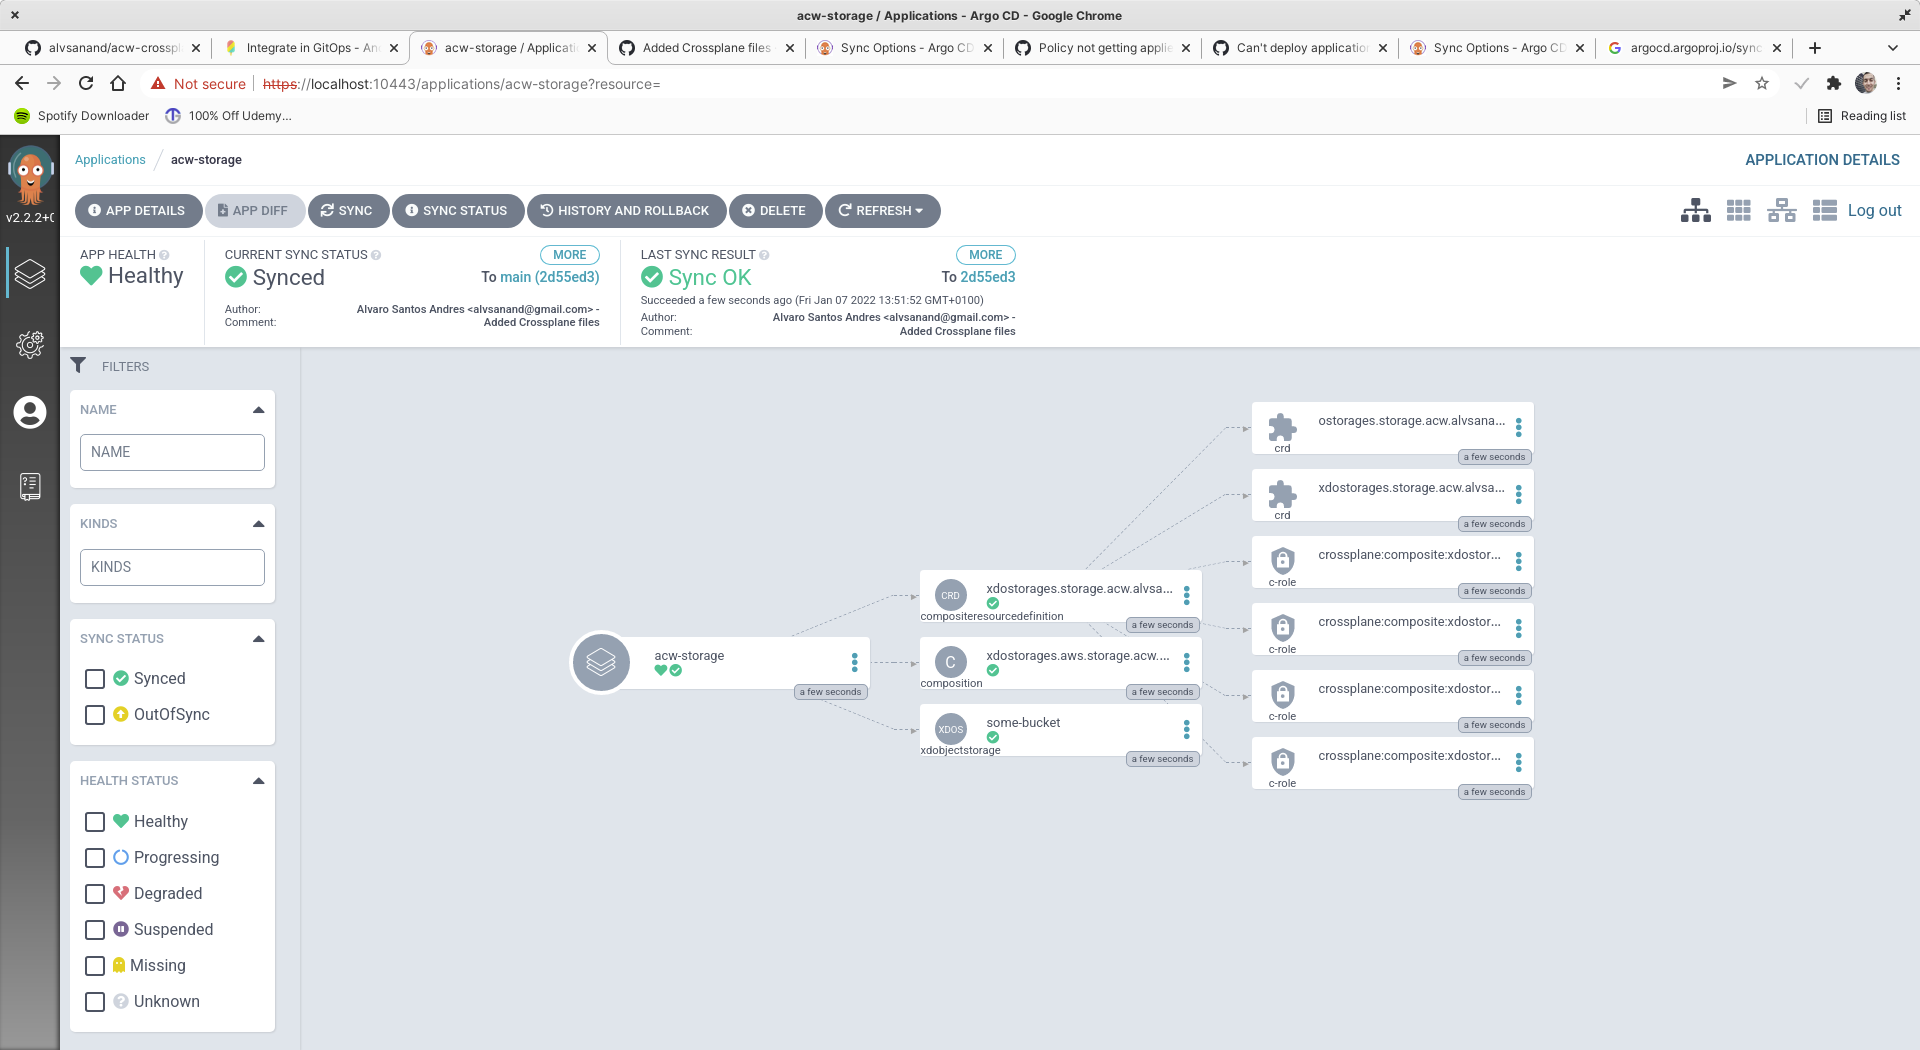 acw-storage / Applications - Argo CD - Google Chrome
alvsand/acw-crosspl
Integrate in GitOps - An
acw-storage / Applicati
Added Crossplane files
Sync Options - Argo CD
Policy not getting applie
Can't deploy application
Sync Options - Argo CD
argocd.argoproj.io/sync
Not secure https://localhost:10443/applications/acw-storage?resource=
Spotify Downloader
100% Off Udemy...
Reading list
v2.2.2+0
Applications / acw-storage
APPLICATION DETAILS
APP DETAILS
APP DIFF
SYNC
SYNC STATUS
HISTORY AND ROLLBACK
DELETE
REFRESH
Log out
APP HEALTH
Healthy
CURRENT SYNC STATUS
MORE
Synced
To main (2d55ed3)
Author: Alvaro Santos Andres <alvsanand@gmail.com> -
Comment: Added Crossplane files
LAST SYNC RESULT
MORE
Sync OK
To 2d55ed3
Succeeded a few seconds ago (Fri Jan 07 2022 13:51:52 GMT+0100)
Author: Alvaro Santos Andres <alvsanand@gmail.com> -
Comment: Added Crossplane files
FILTERS
NAME
NAME
KINDS
KINDS
SYNC STATUS
Synced
OutOfSync
HEALTH STATUS
Healthy
Progressing
Degraded
Suspended
Missing
Unknown
acw-storage
a few seconds
CRD
xdostorages.storage.acw.alvsa...
compositeresourcedefinition
a few seconds
C
xdostorages.aws.storage.acw....
composition
a few seconds
XDOS
some-bucket
xdobjectstorage
a few seconds
ostorages.storage.acw.alvsana...
crd
a few seconds
xdostorages.storage.acw.alvsa...
crd
a few seconds
crossplane:composite:xdostor...
c-role
a few seconds
crossplane:composite:xdostor...
c-role
a few seconds
crossplane:composite:xdostor...
c-role
a few seconds
crossplane:composite:xdostor...
c-role
a few seconds